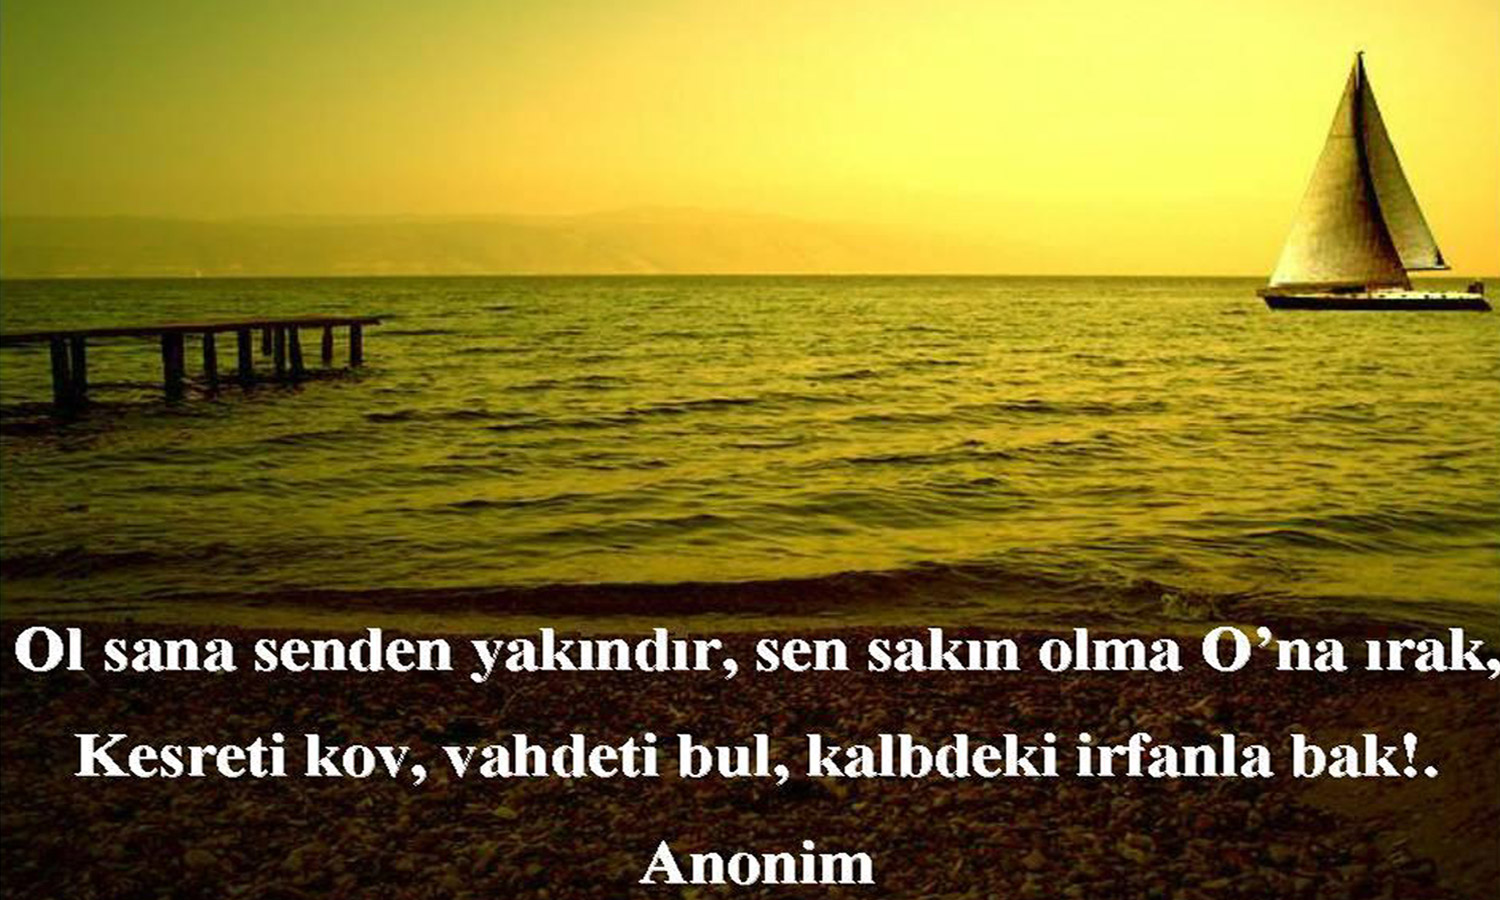 Ol sana senden yakındır, sen sakın olma O’na ırak,
Kesreti kov, vahdeti bul, kalbdeki irfanla bak!.
Anonim